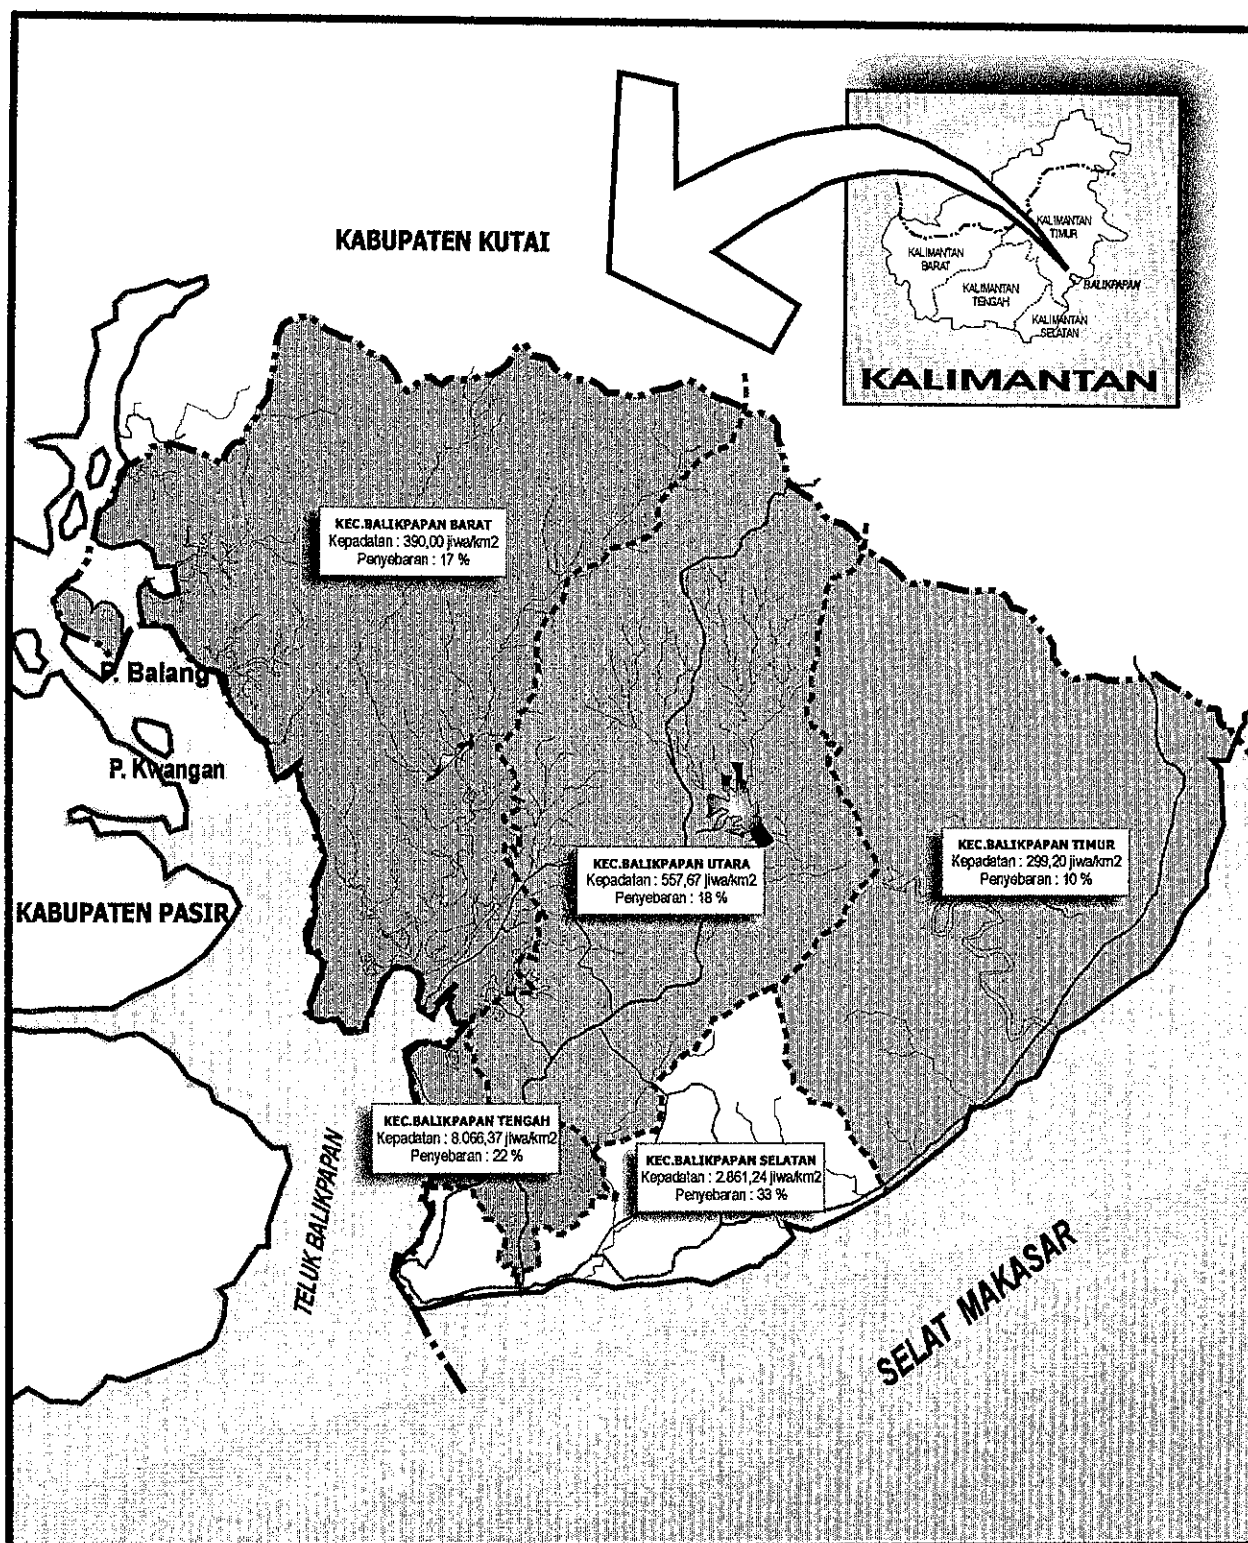 KABUPATEN KUTAI
KALIMANTAN
TIMUR
KALIMANTAN
BARAT
KALIMANTAN
TENGAH
BALIKPAPAN
KALIMANTAN
SELATAN
KALIMANTAN
KEC.BALIKPAPAN BARAT
Kepadatan : 390,00 jiwa/km2
Penyebaran : 17 %
P. Balang
P. Kwangan
KEC.BALIKPAPAN UTARA
Kepadatan : 557,67 jiwa/km2
Penyebaran : 18 %
KEC.BALIKPAPAN TIMUR
Kepadatan : 299,20 jiwa/km2
Penyebaran : 10 %
KABUPATEN PASIR
KEC.BALIKPAPAN TENGAH
Kepadatan : 8.066,37 jiwa/km2
Penyebaran : 22 %
KEC.BALIKPAPAN SELATAN
Kepadatan : 2.861,24 jiwa/km2
Penyebaran : 33 %
TELUK BALIKPAPAN
SELAT MAKASAR